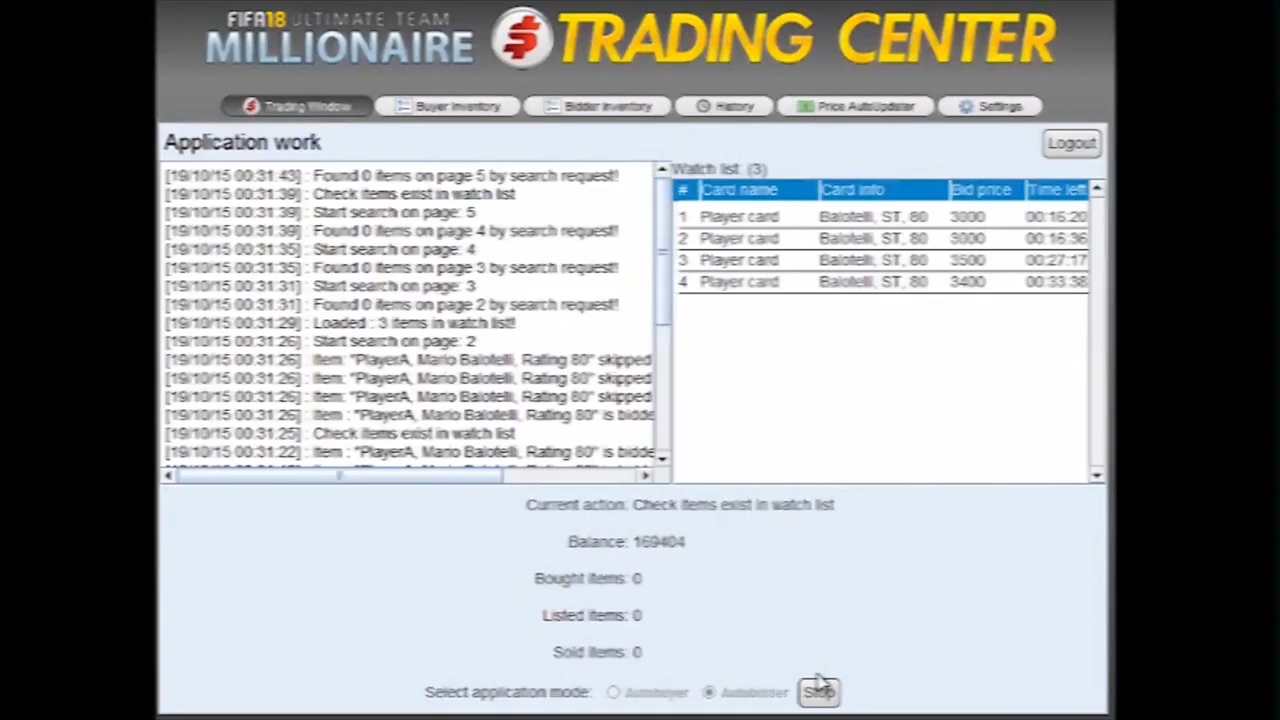 FIFA18 ULTIMATE TEAM
MILLIONAIRE TRADING CENTER
Trading Window Buyer Inventory Bidder Inventory History Price AutoUpdater Settings
Application work
Logout
[19/10/15 00:31:43] : Found 0 items on page 5 by search request!
[19/10/15 00:31:39] : Check items exist in watch list
[19/10/15 00:31:39] : Start search on page: 5
[19/10/15 00:31:39] : Found 0 items on page 4 by search request!
[19/10/15 00:31:35] : Start search on page: 4
[19/10/15 00:31:35] : Found 0 items on page 3 by search request!
[19/10/15 00:31:31] : Start search on page: 3
[19/10/15 00:31:31] : Found 0 items on page 2 by search request!
[19/10/15 00:31:29] : Loaded : 3 items in watch list!
[19/10/15 00:31:26] : Start search on page: 2
[19/10/15 00:31:26] : Item: "PlayerA, Mario Balotelli, Rating 80" skipped
[19/10/15 00:31:26] : Item: "PlayerA, Mario Balotelli, Rating 80" skipped
[19/10/15 00:31:26] : Item: "PlayerA, Mario Balotelli, Rating 80" skipped
[19/10/15 00:31:26] : Item : "PlayerA, Mario Balotelli, Rating 80" is bidde
[19/10/15 00:31:25] : Check items exist in watch list
[19/10/15 00:31:22] : Item : "PlayerA, Mario Balotelli, Rating 80" is bidde
Watch list: (3)
# Card name Card info Bid price Time left
1 Player card Balotelli, ST, 80 3000 00:16:20
2 Player card Balotelli, ST, 80 3000 00:16:36
3 Player card Balotelli, ST, 80 3500 00:27:17
4 Player card Balotelli, ST, 80 3400 00:33:38
Current action: Check items exist in watch list
Balance: 169404
Bought items: 0
Listed items: 0
Sold items: 0
Select application mode: Autobuyer Autobidder Stop